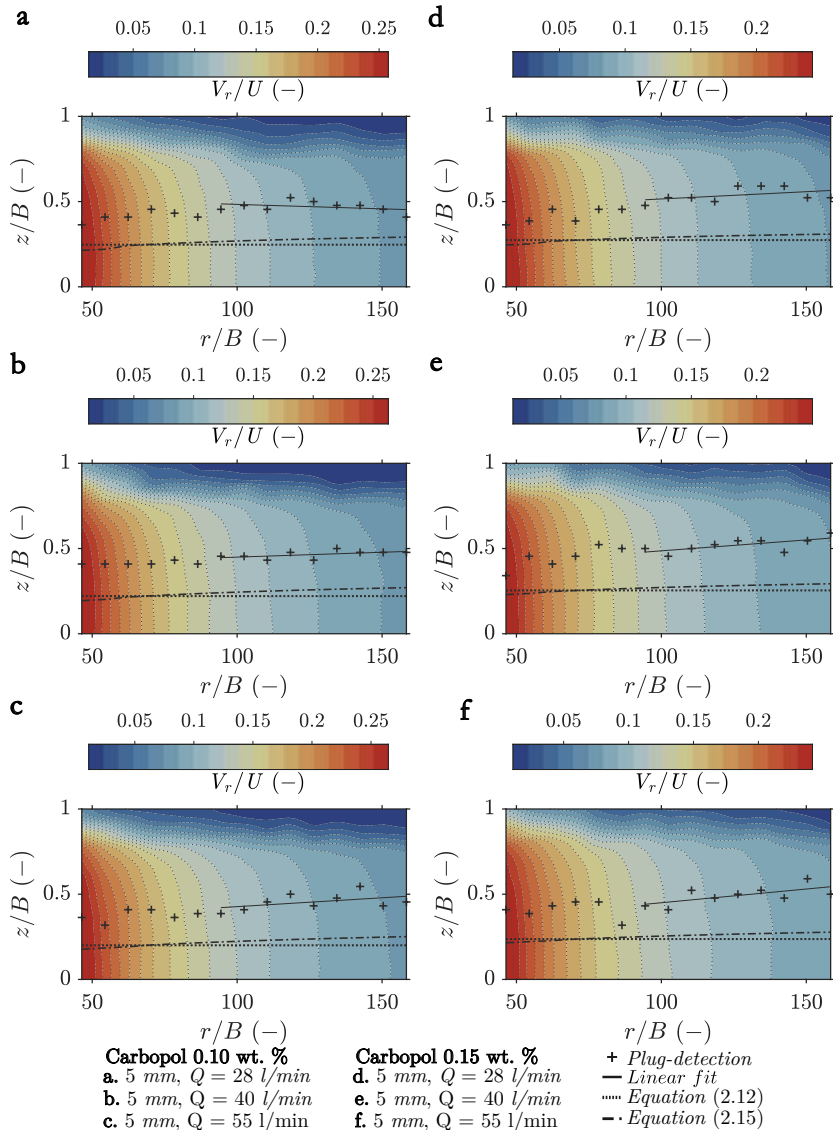 a
0.05 0.1 0.15 0.2 0.25
V_r/U (−)
1
0.5
0
z/B (−)
50 100 150
r/B (−)
d
0.05 0.1 0.15 0.2
V_r/U (−)
1
0.5
0
z/B (−)
50 100 150
r/B (−)
b
0.05 0.1 0.15 0.2 0.25
V_r/U (−)
1
0.5
0
z/B (−)
50 100 150
r/B (−)
e
0.05 0.1 0.15 0.2
V_r/U (−)
1
0.5
0
z/B (−)
50 100 150
r/B (−)
c
0.05 0.1 0.15 0.2 0.25
V_r/U (−)
1
0.5
0
z/B (−)
50 100 150
r/B (−)
f
0.05 0.1 0.15 0.2
V_r/U (−)
1
0.5
0
z/B (−)
50 100 150
r/B (−)
Carbopol 0.10 wt. %
a. 5 mm, Q = 28 l/min
b. 5 mm, Q = 40 l/min
c. 5 mm, Q = 55 l/min
Carbopol 0.15 wt. %
d. 5 mm, Q = 28 l/min
e. 5 mm, Q = 40 l/min
f. 5 mm, Q = 55 l/min
+ Plug-detection
Linear fit
Equation (2.12)
Equation (2.15)